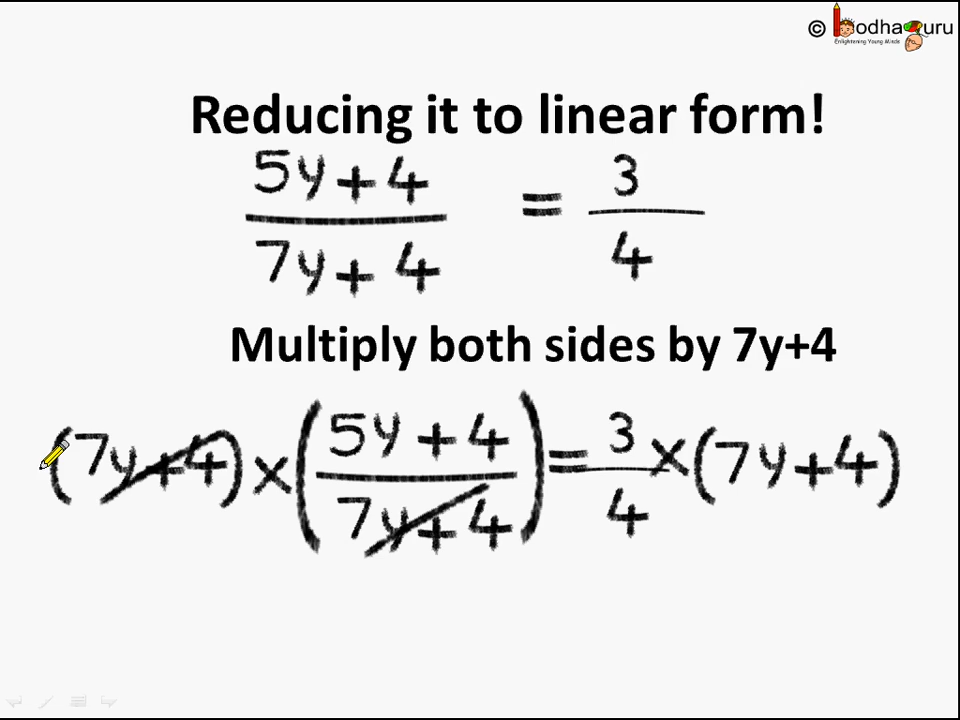 © BodhaGuru
Enlightening Young Minds
Reducing it to linear form!
5y+4 / 7y+4 = 3 / 4
Multiply both sides by 7y+4
(7y+4) × (5y+4 / 7y+4) = 3 / 4 × (7y+4)